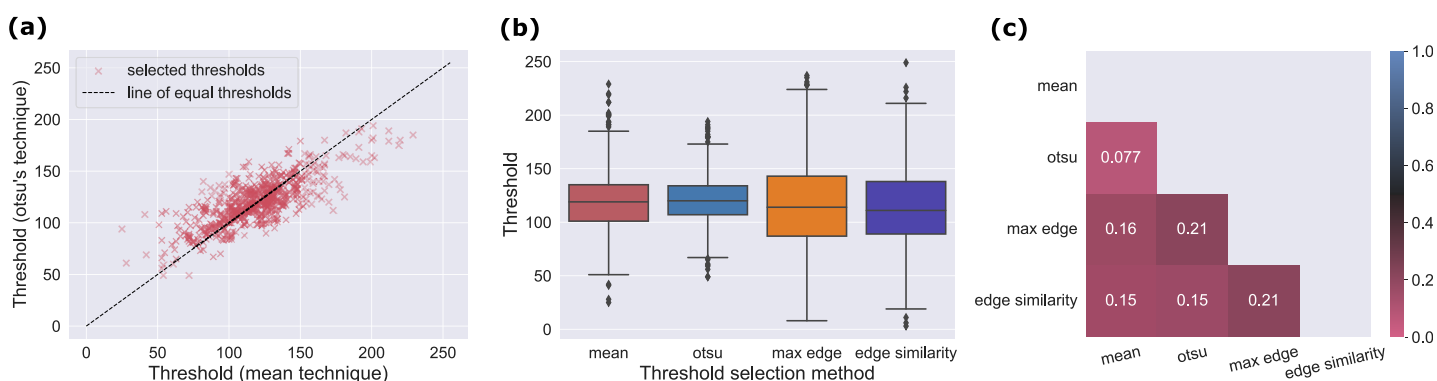 (a)
250
200
150
100
50
0
Threshold (otsu's technique)
selected thresholds
line of equal thresholds
0 50 100 150 200 250
Threshold (mean technique)
(b)
250
200
150
100
50
0
Threshold
mean otsu max edge edge similarity
Threshold selection method
(c)
mean
otsu
max edge
edge similarity
0.077
0.16 0.21
0.15 0.15 0.21
mean otsu max edge edge similarity
1.0
0.8
0.6
0.4
0.2
0.0